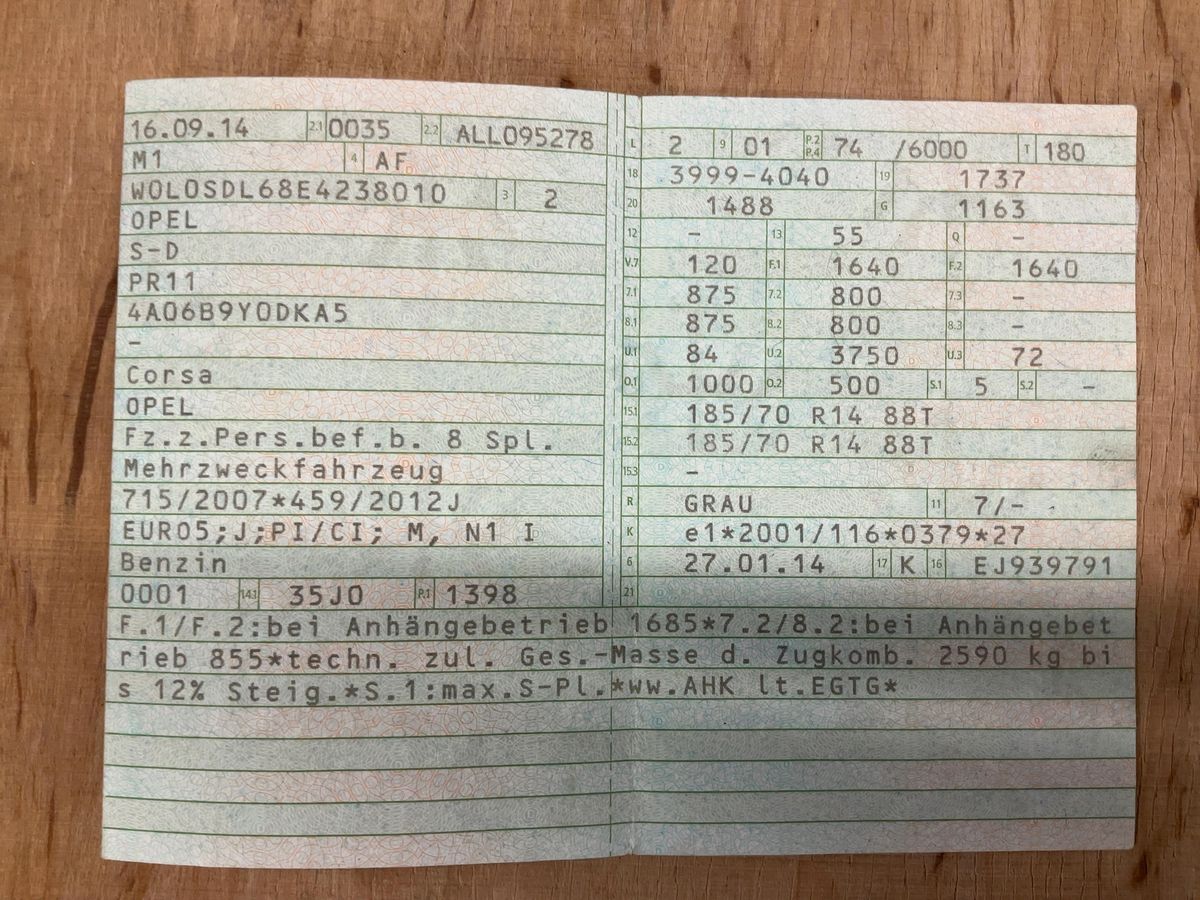 16.09.14 2.1 0035 2.2 ALL095278
M1 4 AF
W0L0SDL68E4238010 3 2
OPEL
S-D
PR11
4A06B9Y0DKA5
-
Corsa
OPEL
Fz.z.Pers.bef.b. 8 Spl.
Mehrzweckfahrzeug
715/2007*459/2012J
EURO5;J;PI/CI; M, N1 I
Benzin
0001 14.1 35J0 P.1 1398
L 2 9 01 P.2 P.4 74 /6000 T 180
18 3999-4040 19 1737
20 1488 G 1163
12 - 13 55 Q -
V.7 120 F.1 1640 F.2 1640
7.1 875 7.2 800 7.3 -
8.1 875 8.2 800 8.3 -
U.1 84 U.2 3750 U.3 72
O.1 1000 O.2 500 S.1 5 S.2 -
15.1 185/70 R14 88T
15.2 185/70 R14 88T
15.3 -
R GRAU 11 7/-
K e1*2001/116*0379*27
6 27.01.14 17 K 16 EJ939791
21
F.1/F.2:bei Anhängebetrieb 1685*7.2/8.2:bei Anhängebet
rieb 855*techn. zul. Ges.-Masse d. Zugkomb. 2590 kg bi
s 12% Steig.*S.1:max.S-Pl.*ww.AHK lt.EGTG*